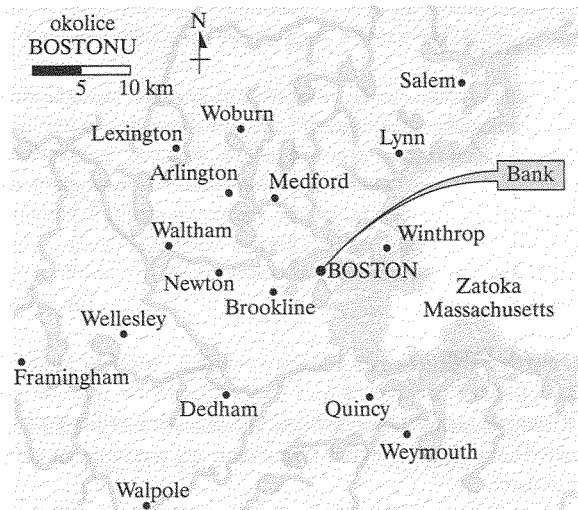 okolice
BOSTONU
N
5 10 km
Salem
Woburn
Lexington
Lynn
Arlington
Medford
Bank
Waltham
Winthrop
BOSTON
Newton
Brookline
Zatoka
Massachusetts
Wellesley
Framingham
Dedham
Quincy
Weymouth
Walpole